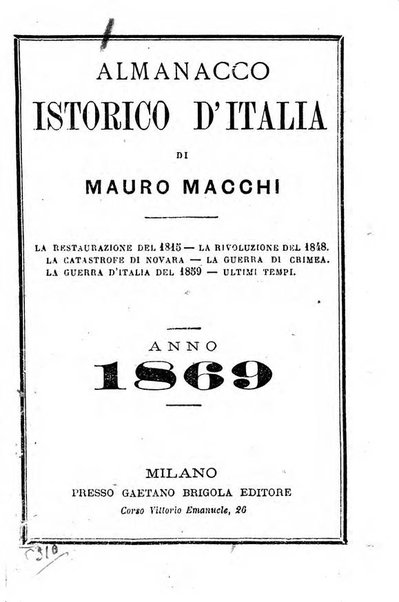 ALMANACCO
ISTORICO D'ITALIA
DI
MAURO MACCHI
LA RESTAURAZIONE DEL 1815 — LA RIVOLUZIONE DEL 1848.
LA CATASTROFE DI NOVARA — LA GUERRA DI CRIMEA.
LA GUERRA D'ITALIA DEL 1859 — ULTIMI TEMPI.
ANNO
1869
MILANO
PRESSO GAETANO BRIGOLA EDITORE
Corso Vittorio Emanuele, 26